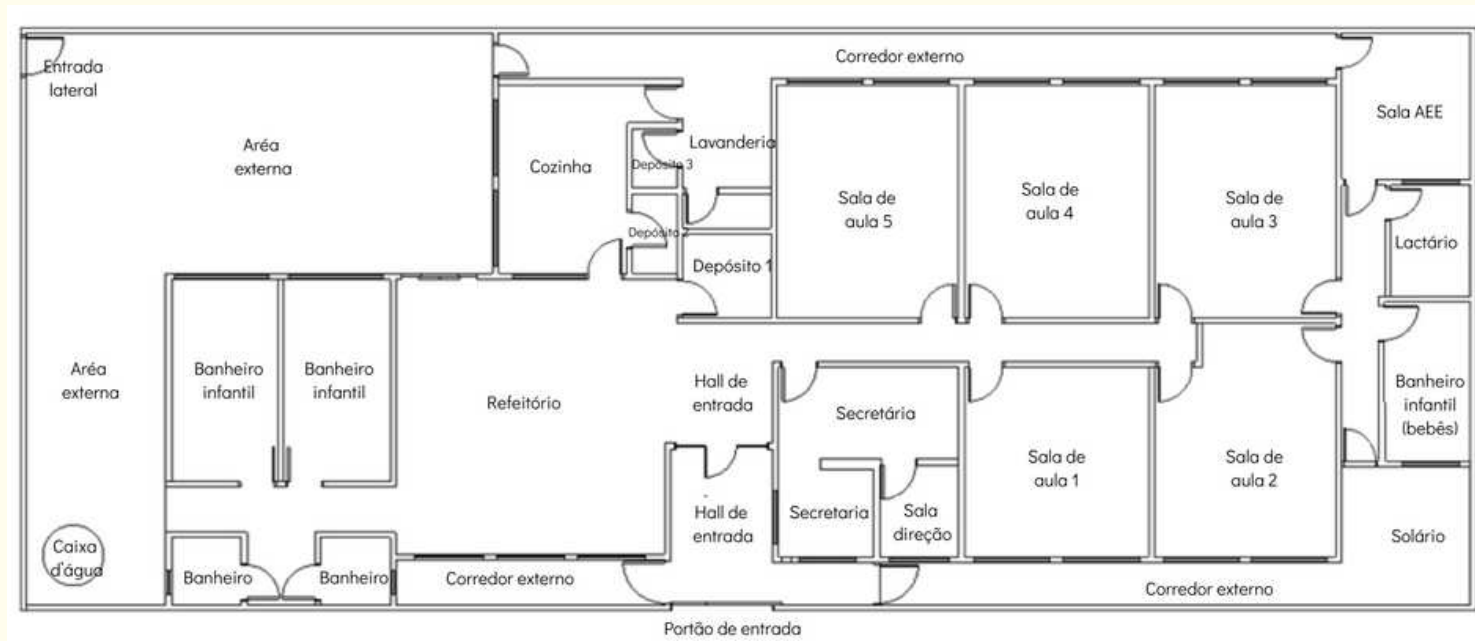 Corredor externo
Entrada
lateral
Sala AEE
Aréa
externa
Cozinha
Lavanderia
Depósito 3
Sala de
aula 5
Sala de
aula 4
Sala de
aula 3
Depósito 2
Lactário
Depósito 1
Aréa
externa
Banheiro
infantil
Banheiro
infantil
Refeitório
Hall de
entrada
Secretária
Banheiro
infantil
(bebês)
Sala de
aula 1
Sala de
aula 2
Hall de
entrada
Secretaria
Sala
direção
Solário
Caixa
d'água
Banheiro
Banheiro
Corredor externo
Corredor externo
Portão de entrada